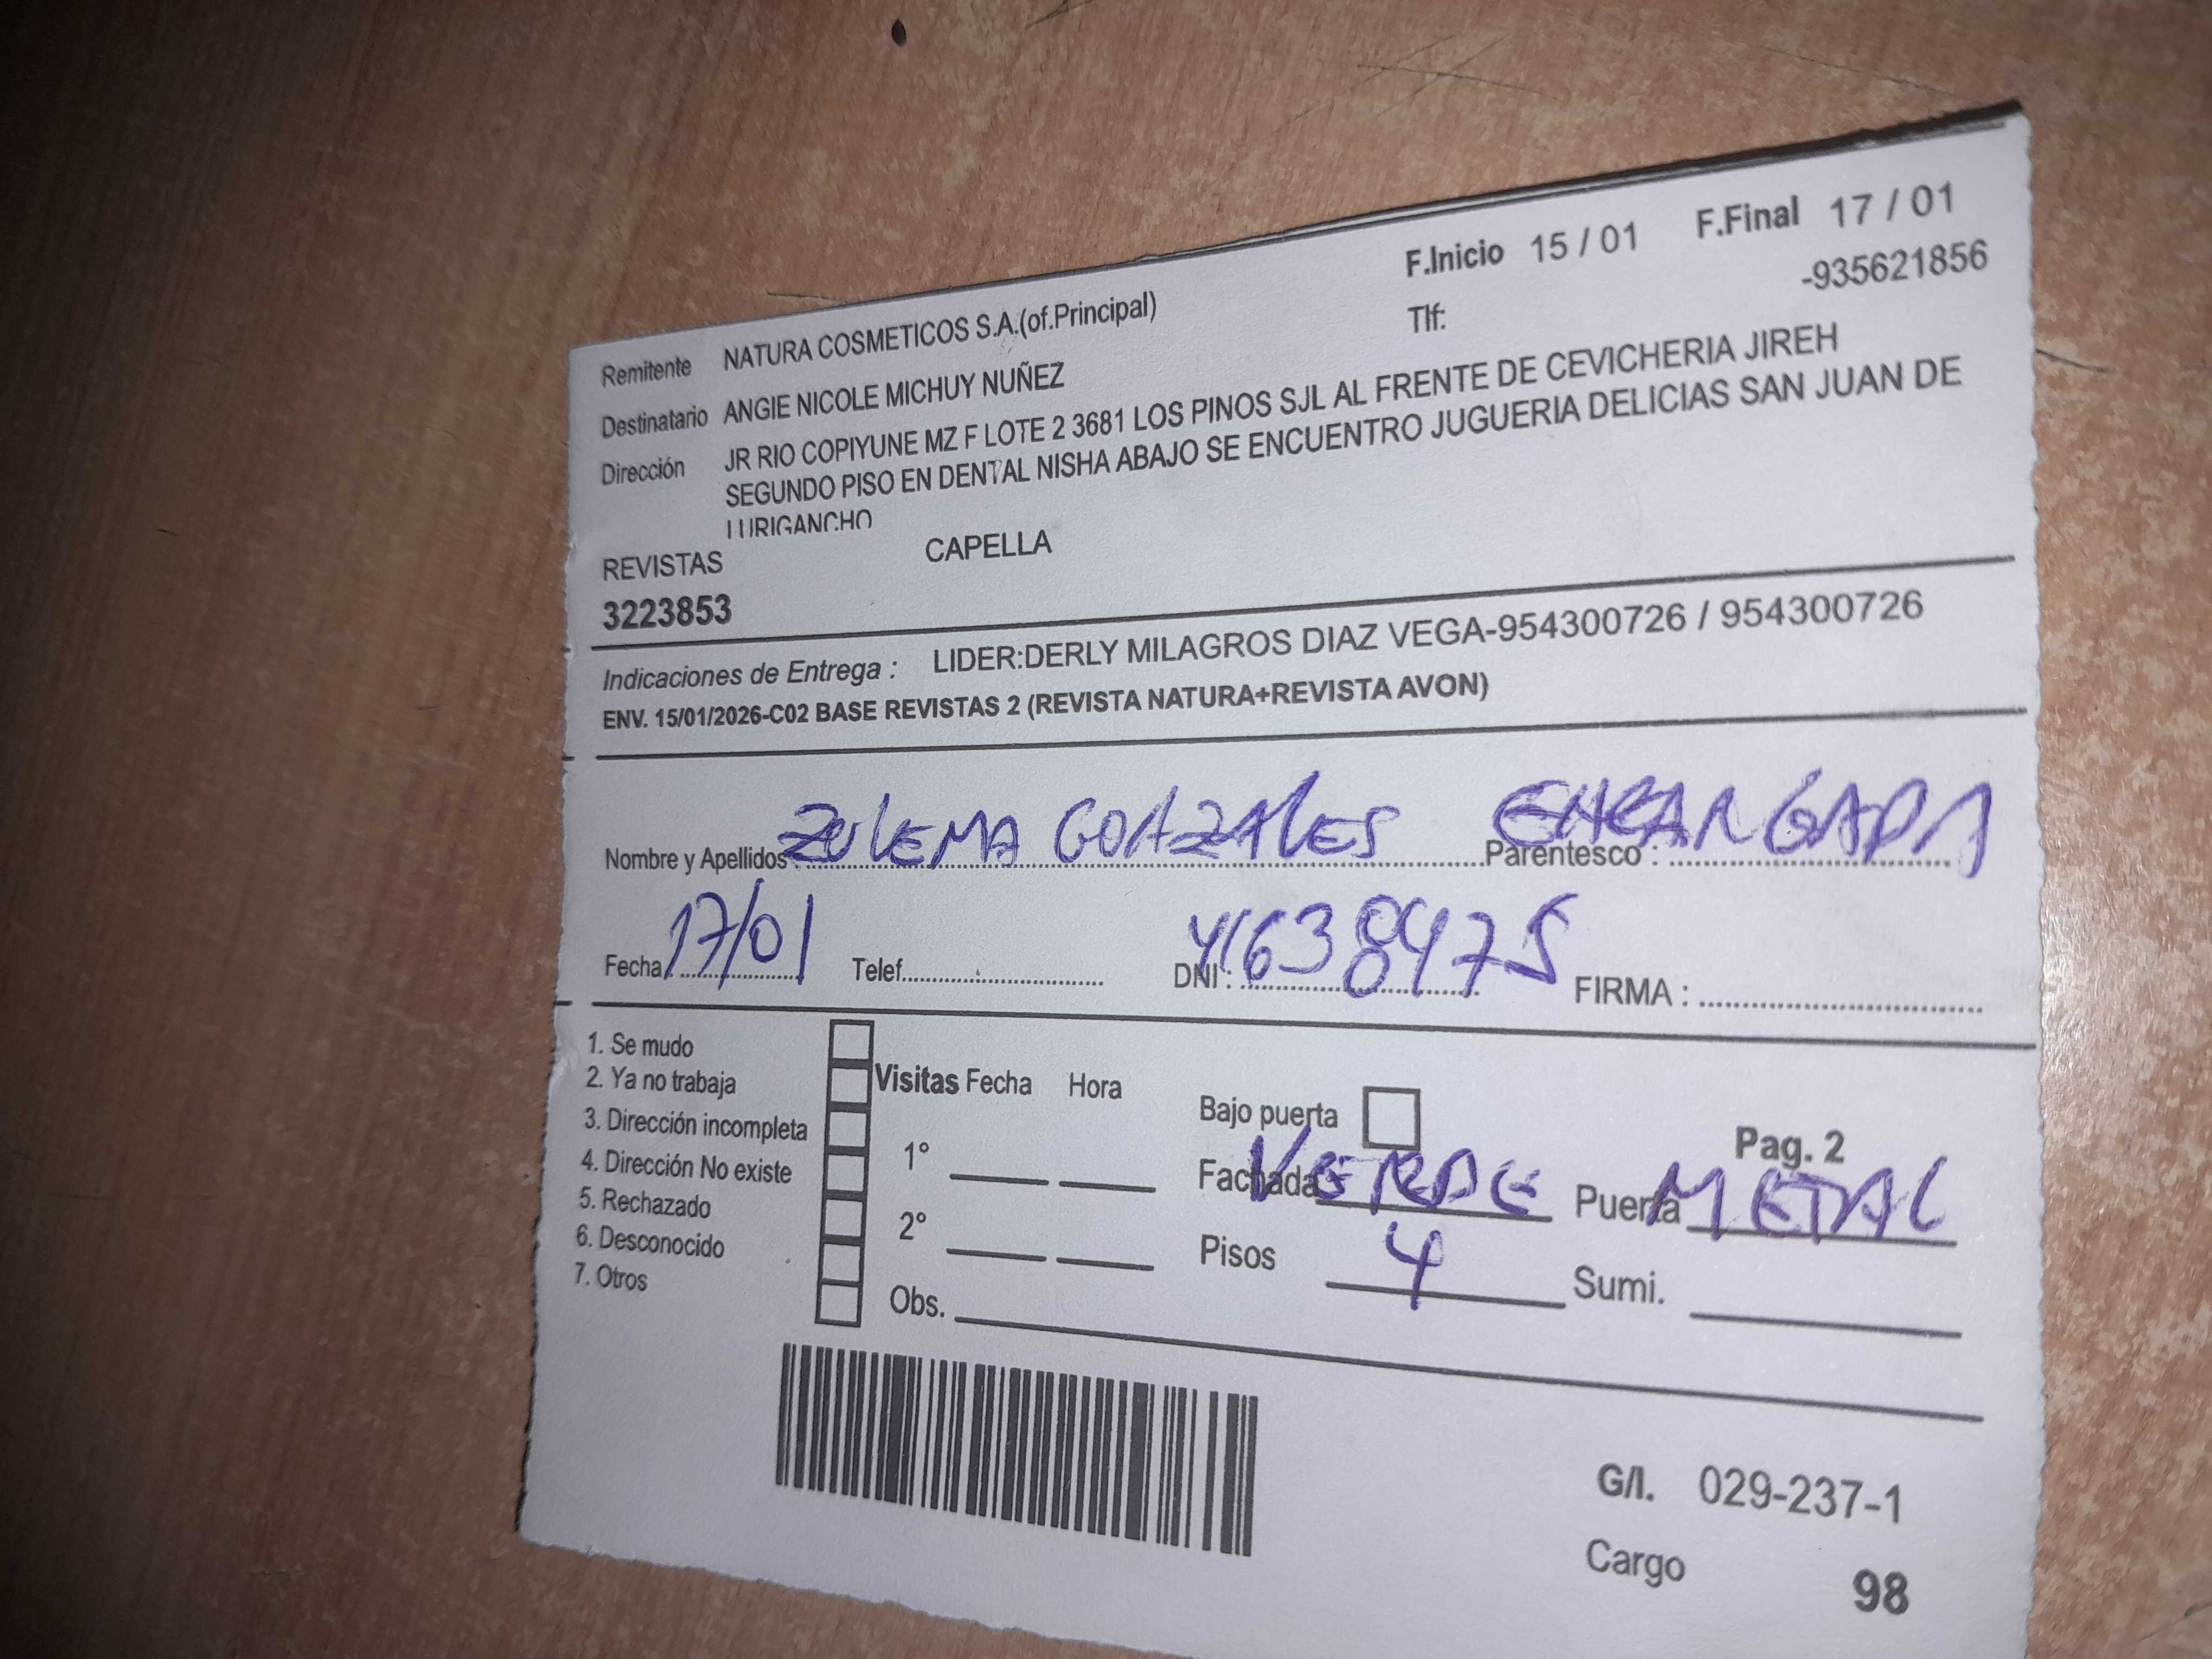 F.Inicio 15 / 01 F.Final 17 / 01
Remitente NATURA COSMETICOS S.A.(of.Principal) Tlf: -935621856
Destinatario ANGIE NICOLE MICHUY NUÑEZ
Dirección JR RIO COPIYUNE MZ F LOTE 2 3681 LOS PINOS SJL AL FRENTE DE CEVICHERIA JIREH
SEGUNDO PISO EN DENTAL NISHA ABAJO SE ENCUENTRO JUGUERIA DELICIAS SAN JUAN DE
LURIGANCHO
REVISTAS CAPELLA
3223853
Indicaciones de Entrega : LIDER:DERLY MILAGROS DIAZ VEGA-954300726 / 954300726
ENV. 15/01/2026-C02 BASE REVISTAS 2 (REVISTA NATURA+REVISTA AVON)
Nombre y Apellidos : ZULEMA GONZALES Parentesco : ENCARGADA
Fecha 17/01 Telef. DNI : 41638475 FIRMA :
1. Se mudo
2. Ya no trabaja
3. Dirección incompleta
4. Dirección No existe
5. Rechazado
6. Desconocido
7. Otros
Visitas Fecha Hora
1°
2°
Obs.
Bajo puerta Pag. 2
Fachada VERDE Puerta METAL
Pisos 4 Sumi.
G/I. 029-237-1
Cargo 98